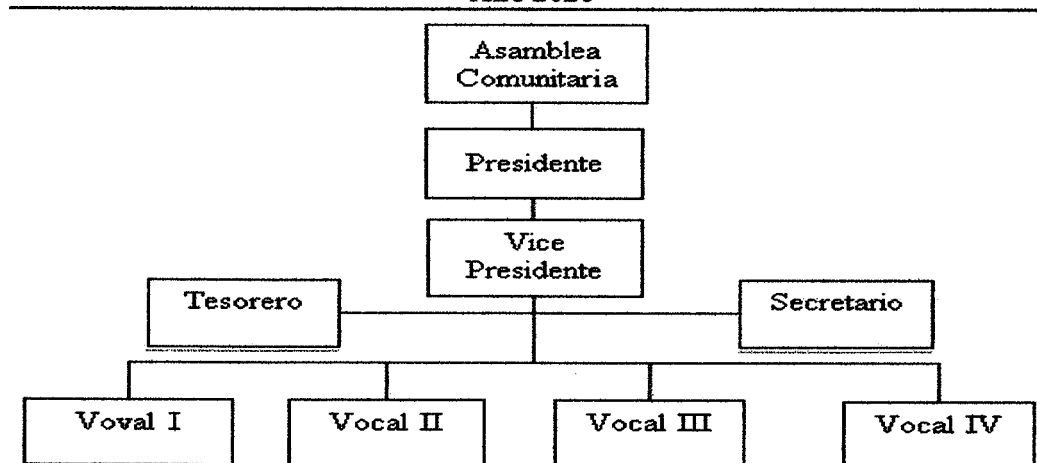 Asamblea
Comunitaria
Presidente
Vice
Presidente
Tesorero
Secretario
Voval I
Vocal II
Vocal III
Vocal IV